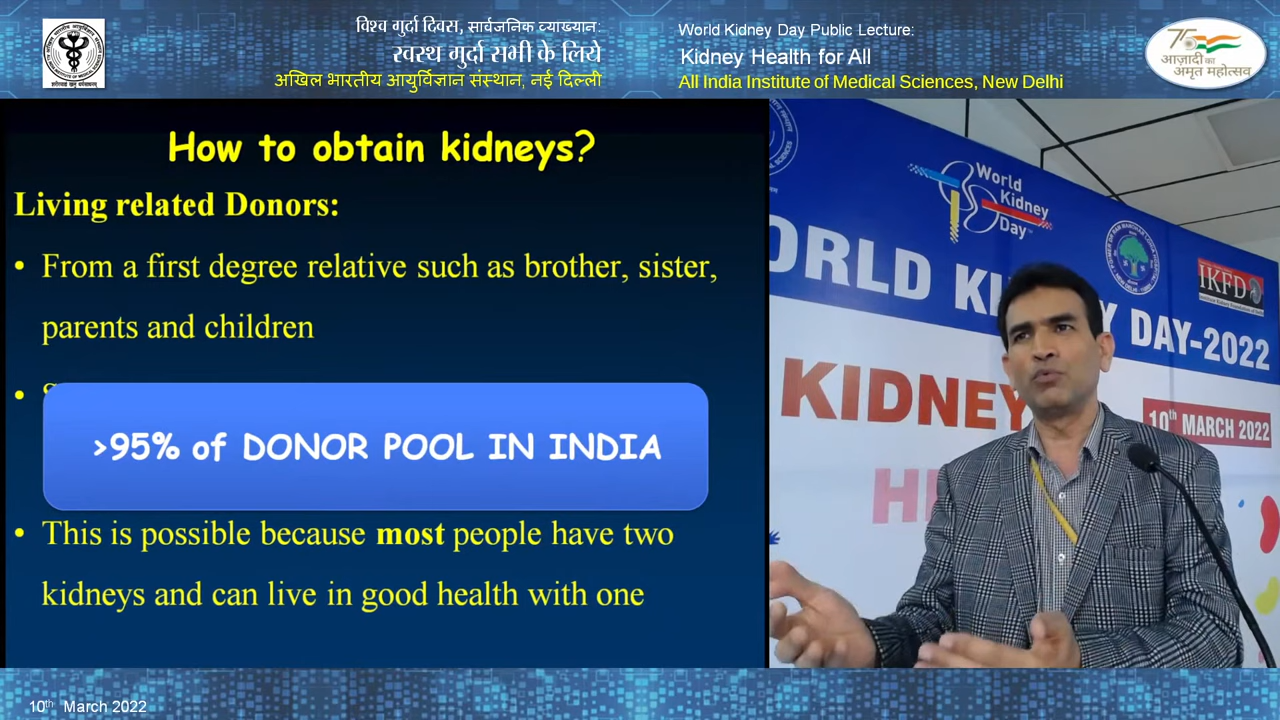 विश्व गुर्दा दिवस, सार्वजनिक व्याख्यान:
स्वस्थ गुर्दा सभी के लिये
अखिल भारतीय आयुर्विज्ञान संस्थान, नई दिल्ली
World Kidney Day Public Lecture:
Kidney Health for All
All India Institute of Medical Sciences, New Delhi
75
आज़ादी का
अमृत महोत्सव
How to obtain kidneys?
Living related Donors:
• From a first degree relative such as brother, sister,
parents and children
•
>95% of DONOR POOL IN INDIA
• This is possible because most people have two
kidneys and can live in good health with one
World
Kidney
Day
IKFD
DAY-2022
KIDNEY
10th MARCH 2022
10th March 2022